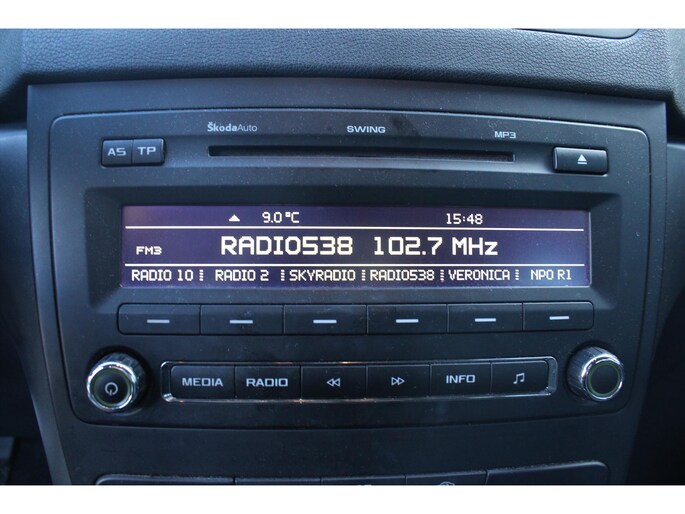 ŠkodaAuto SWING MP3
AS TP
9.0 °C 15:48
FM3 RADIO538 102.7 MHz
RADIO 10 RADIO 2 SKYRADIO RADIO538 VERONICA NPO R1
MEDIA RADIO INFO